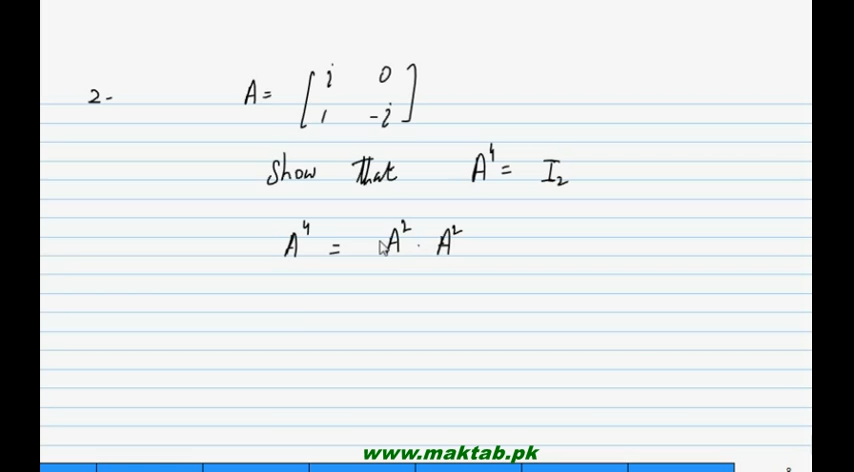 2- A = [ i 0
1 -i ]
Show that A⁴ = I₂
A⁴ = A² · A²
www.maktab.pk